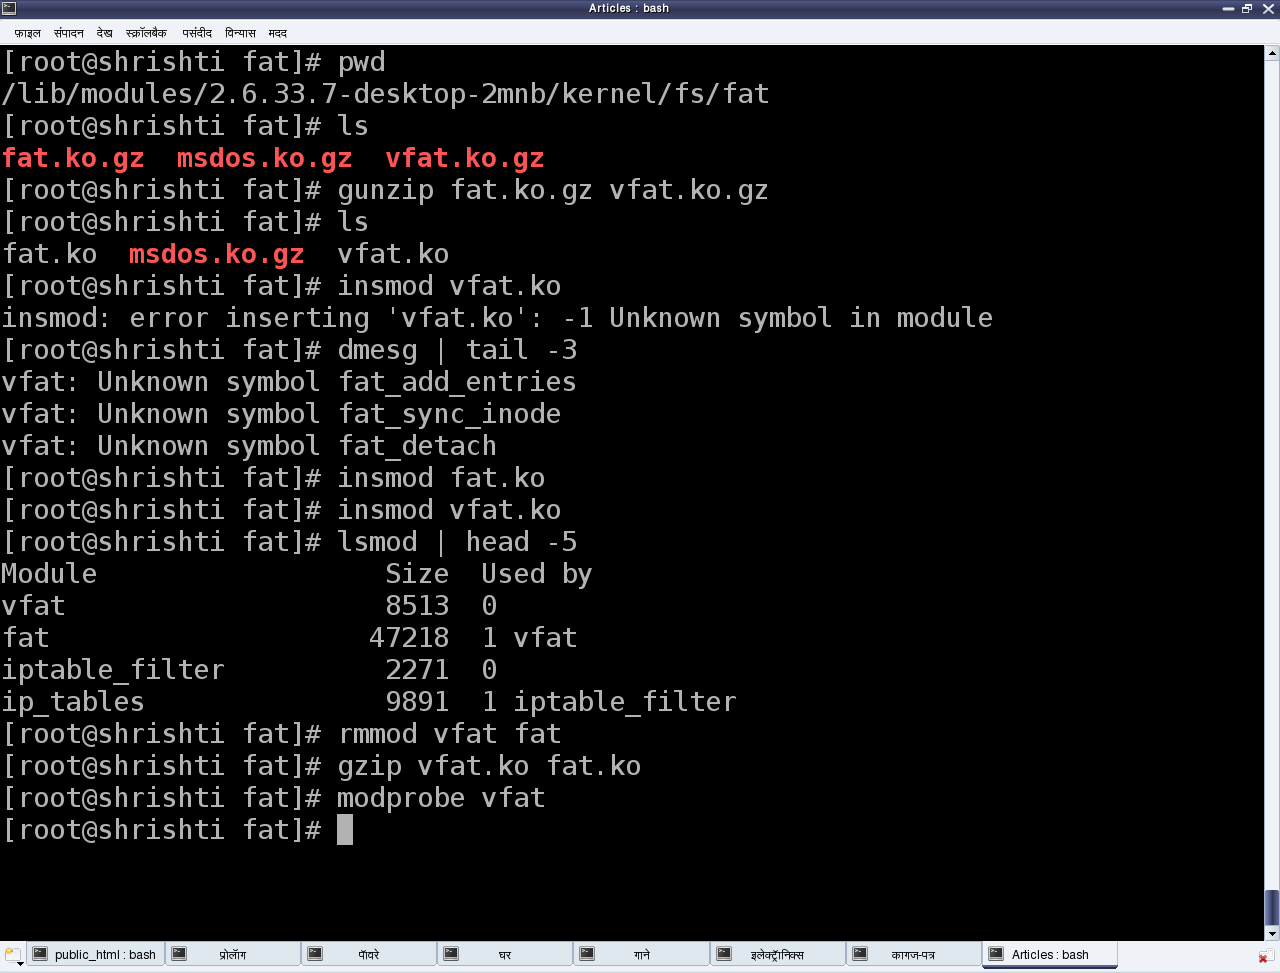 Articles : bash
फ़ाइल संपादन देख स्क्रॉलबैक पसंदीद विन्यास मदद
[root@shrishti fat]# pwd
/lib/modules/2.6.33.7-desktop-2mnb/kernel/fs/fat
[root@shrishti fat]# ls
fat.ko.gz  msdos.ko.gz  vfat.ko.gz
[root@shrishti fat]# gunzip fat.ko.gz vfat.ko.gz
[root@shrishti fat]# ls
fat.ko  msdos.ko.gz  vfat.ko
[root@shrishti fat]# insmod vfat.ko
insmod: error inserting 'vfat.ko': -1 Unknown symbol in module
[root@shrishti fat]# dmesg | tail -3
vfat: Unknown symbol fat_add_entries
vfat: Unknown symbol fat_sync_inode
vfat: Unknown symbol fat_detach
[root@shrishti fat]# insmod fat.ko
[root@shrishti fat]# insmod vfat.ko
[root@shrishti fat]# lsmod | head -5
Module                  Size  Used by
vfat                    8513  0
fat                    47218  1 vfat
iptable_filter          2271  0
ip_tables               9891  1 iptable_filter
[root@shrishti fat]# rmmod vfat fat
[root@shrishti fat]# gzip vfat.ko fat.ko
[root@shrishti fat]# modprobe vfat
[root@shrishti fat]#
public_html : bash प्रोलॉग पॅावरे घर गाने इलेक्ट्रॅानिक्स कागज-पत्र Articles : bash